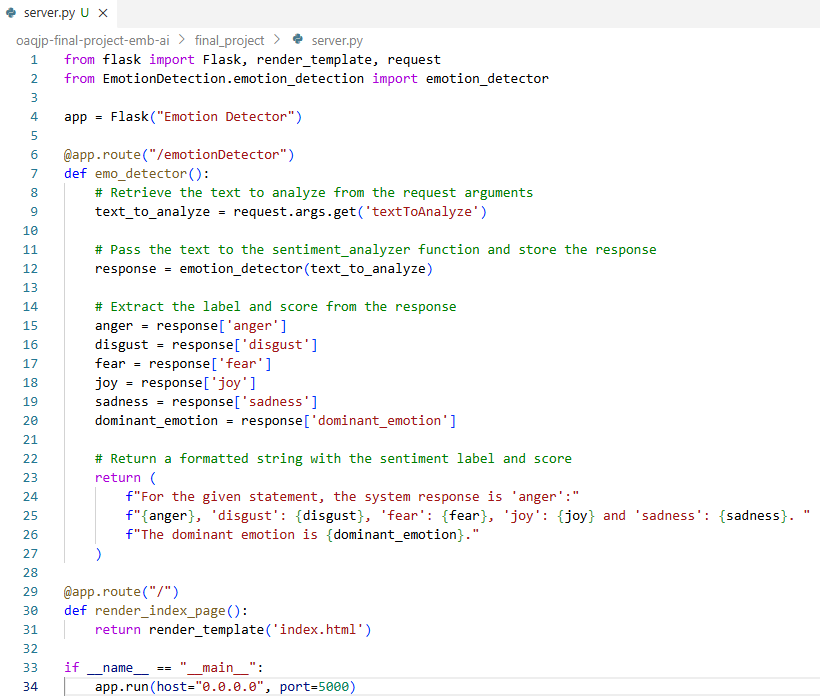 server.py U ×
oaqjp-final-project-emb-ai > final_project > server.py
1 from flask import Flask, render_template, request
2 from EmotionDetection.emotion_detection import emotion_detector
3
4 app = Flask("Emotion Detector")
5
6 @app.route("/emotionDetector")
7 def emo_detector():
8     # Retrieve the text to analyze from the request arguments
9     text_to_analyze = request.args.get('textToAnalyze')
10
11     # Pass the text to the sentiment_analyzer function and store the response
12     response = emotion_detector(text_to_analyze)
13
14     # Extract the label and score from the response
15     anger = response['anger']
16     disgust = response['disgust']
17     fear = response['fear']
18     joy = response['joy']
19     sadness = response['sadness']
20     dominant_emotion = response['dominant_emotion']
21
22     # Return a formatted string with the sentiment label and score
23     return (
24         f"For the given statement, the system response is 'anger':"
25         f"{anger}, 'disgust': {disgust}, 'fear': {fear}, 'joy': {joy} and 'sadness': {sadness}. "
26         f"The dominant emotion is {dominant_emotion}."
27     )
28
29 @app.route("/")
30 def render_index_page():
31     return render_template('index.html')
32
33 if __name__ == "__main__":
34     app.run(host="0.0.0.0", port=5000)